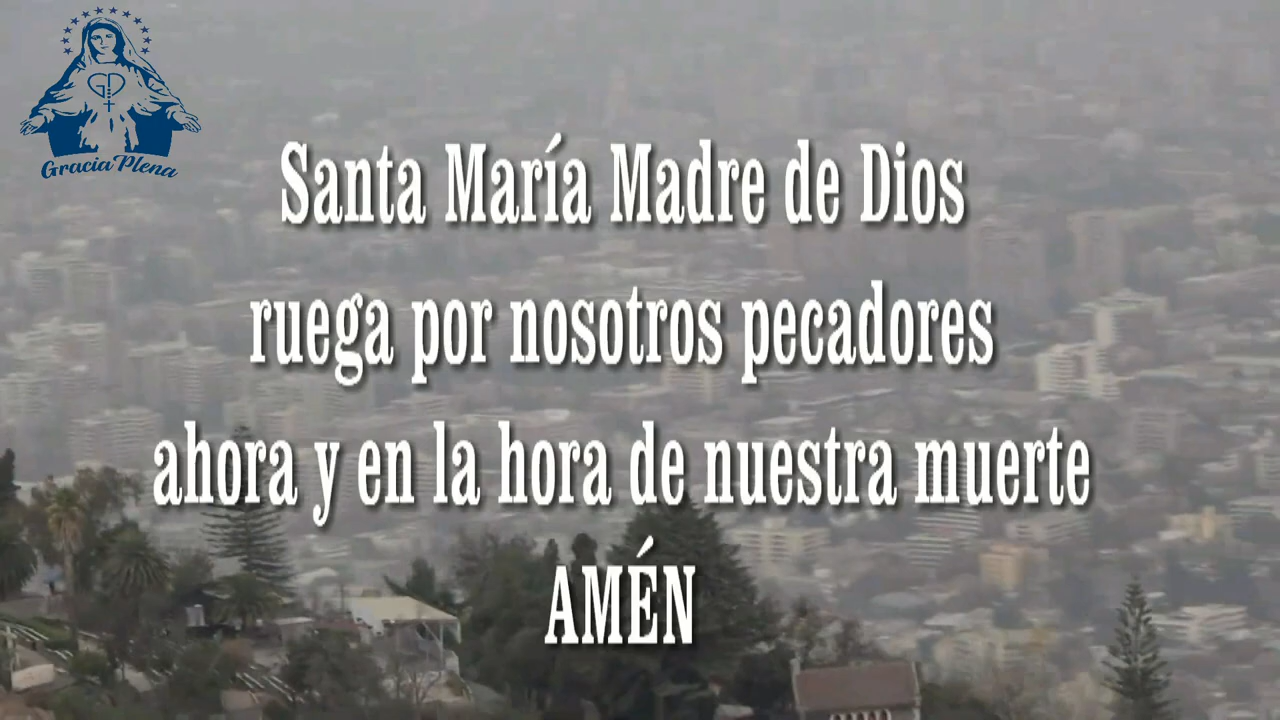 Gracia Plena
Santa María Madre de Dios
ruega por nosotros pecadores
ahora y en la hora de nuestra muerte
AMÉN